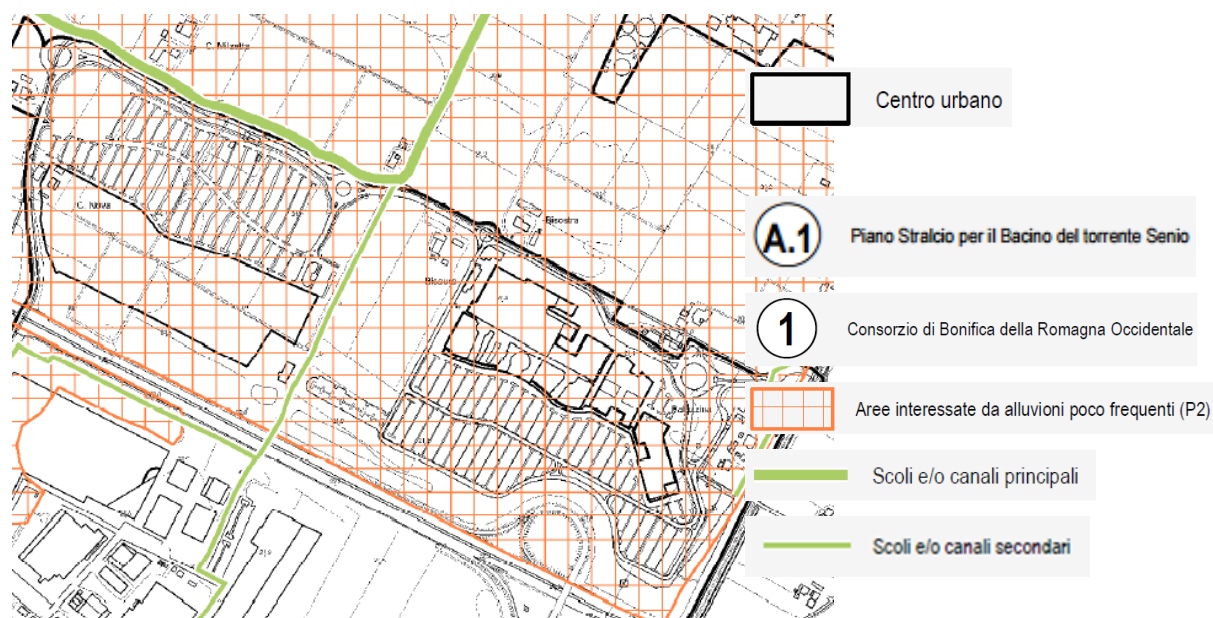 C. Milzetta
Centro urbano
C. NOVA
Bisostra
A.1
Piano Stralcio per il Bacino del torrente Senio
1
Consorzio di Bonifica della Romagna Occidentale
Aree interessate da alluvioni poco frequenti (P2)
Scoli e/o canali principali
Scoli e/o canali secondari